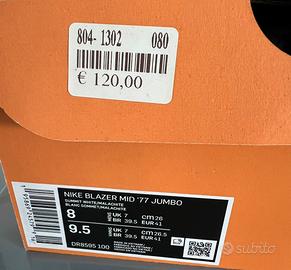 804-1302 080
€ 120,00
NIKE BLAZER MID '77 JUMBO
SUMMIT WHITE/MALACHITE
BLANC SOMMET/MALACHITE
8 MENS UK 7 cm 26
BR 39.5 EUR 41
9.5 WMNS UK 7 cm 26.5
BR 39.5 EUR 41
DR8595 100
subito